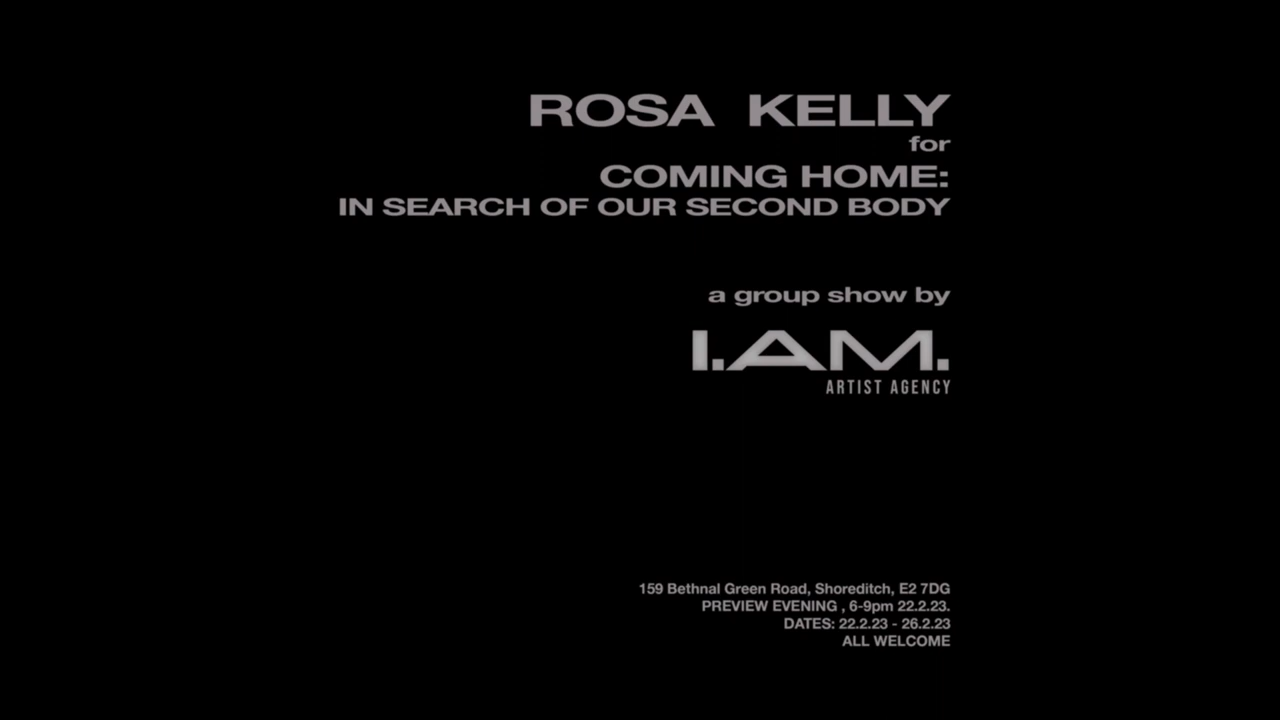 ROSA KELLY
for
COMING HOME:
IN SEARCH OF OUR SECOND BODY
a group show by
I.AM.
ARTIST AGENCY
159 Bethnal Green Road, Shoreditch, E2 7DG
PREVIEW EVENING , 6-9pm 22.2.23.
DATES: 22.2.23 - 26.2.23
ALL WELCOME